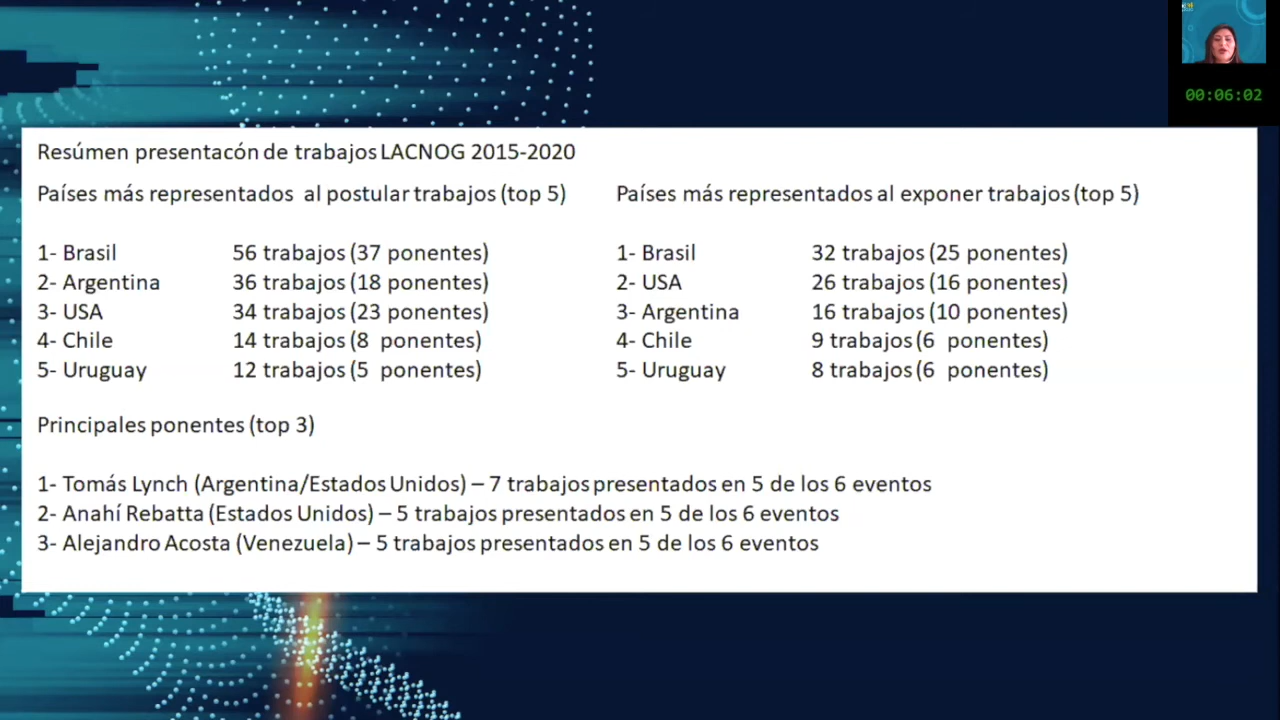 00:06:02
Resúmen presentacón de trabajos LACNOG 2015-2020
Países más representados al postular trabajos (top 5)
1- Brasil 56 trabajos (37 ponentes)
2- Argentina 36 trabajos (18 ponentes)
3- USA 34 trabajos (23 ponentes)
4- Chile 14 trabajos (8 ponentes)
5- Uruguay 12 trabajos (5 ponentes)
Países más representados al exponer trabajos (top 5)
1- Brasil 32 trabajos (25 ponentes)
2- USA 26 trabajos (16 ponentes)
3- Argentina 16 trabajos (10 ponentes)
4- Chile 9 trabajos (6 ponentes)
5- Uruguay 8 trabajos (6 ponentes)
Principales ponentes (top 3)
1- Tomás Lynch (Argentina/Estados Unidos) – 7 trabajos presentados en 5 de los 6 eventos
2- Anahí Rebatta (Estados Unidos) – 5 trabajos presentados en 5 de los 6 eventos
3- Alejandro Acosta (Venezuela) – 5 trabajos presentados en 5 de los 6 eventos